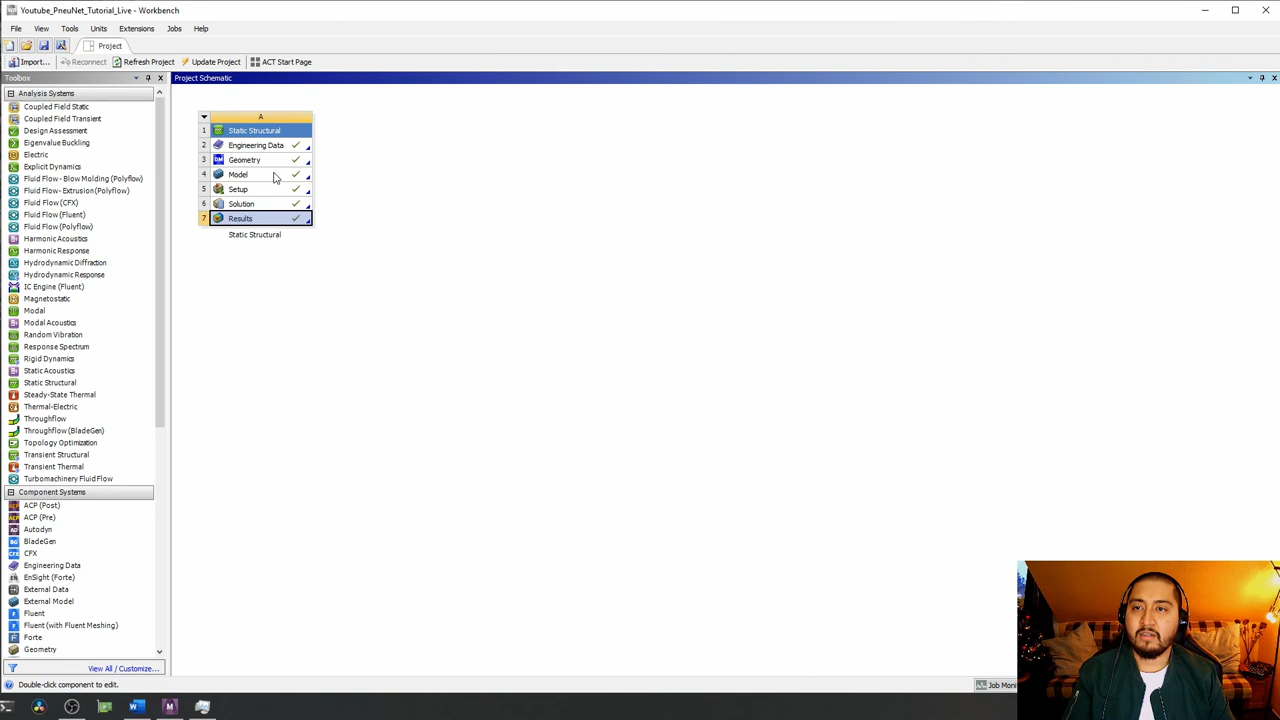 Youtube_PneuNet_Tutorial_Live - Workbench
File View Tools Units Extensions Jobs Help
Project
Import... Reconnect Refresh Project Update Project ACT Start Page
Toolbox
Project Schematic
Analysis Systems
Coupled Field Static
Coupled Field Transient
Design Assessment
Eigenvalue Buckling
Electric
Explicit Dynamics
Fluid Flow - Blow Molding (Polyflow)
Fluid Flow- Extrusion (Polyflow)
Fluid Flow (CFX)
Fluid Flow (Fluent)
Fluid Flow (Polyflow)
Harmonic Acoustics
Harmonic Response
Hydrodynamic Diffraction
Hydrodynamic Response
IC Engine (Fluent)
Magnetostatic
Modal
Modal Acoustics
Random Vibration
Response Spectrum
Rigid Dynamics
Static Acoustics
Static Structural
Steady-State Thermal
Thermal-Electric
Throughflow
Throughflow (BladeGen)
Topology Optimization
Transient Structural
Transient Thermal
Turbomachinery Fluid Flow
Component Systems
ACP (Post)
ACP (Pre)
Autodyn
BladeGen
CFX
Engineering Data
EnSight (Forte)
External Data
External Model
Fluent
Fluent (with Fluent Meshing)
Forte
Geometry
View All / Customize...
A
1 Static Structural
2 Engineering Data
3 DM Geometry
4 Model
5 Setup
6 Solution
7 Results
Static Structural
Double-click component to edit.
Job Moni